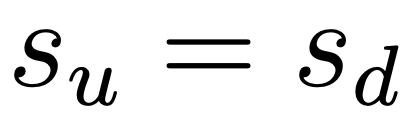 $s_u = s_d$